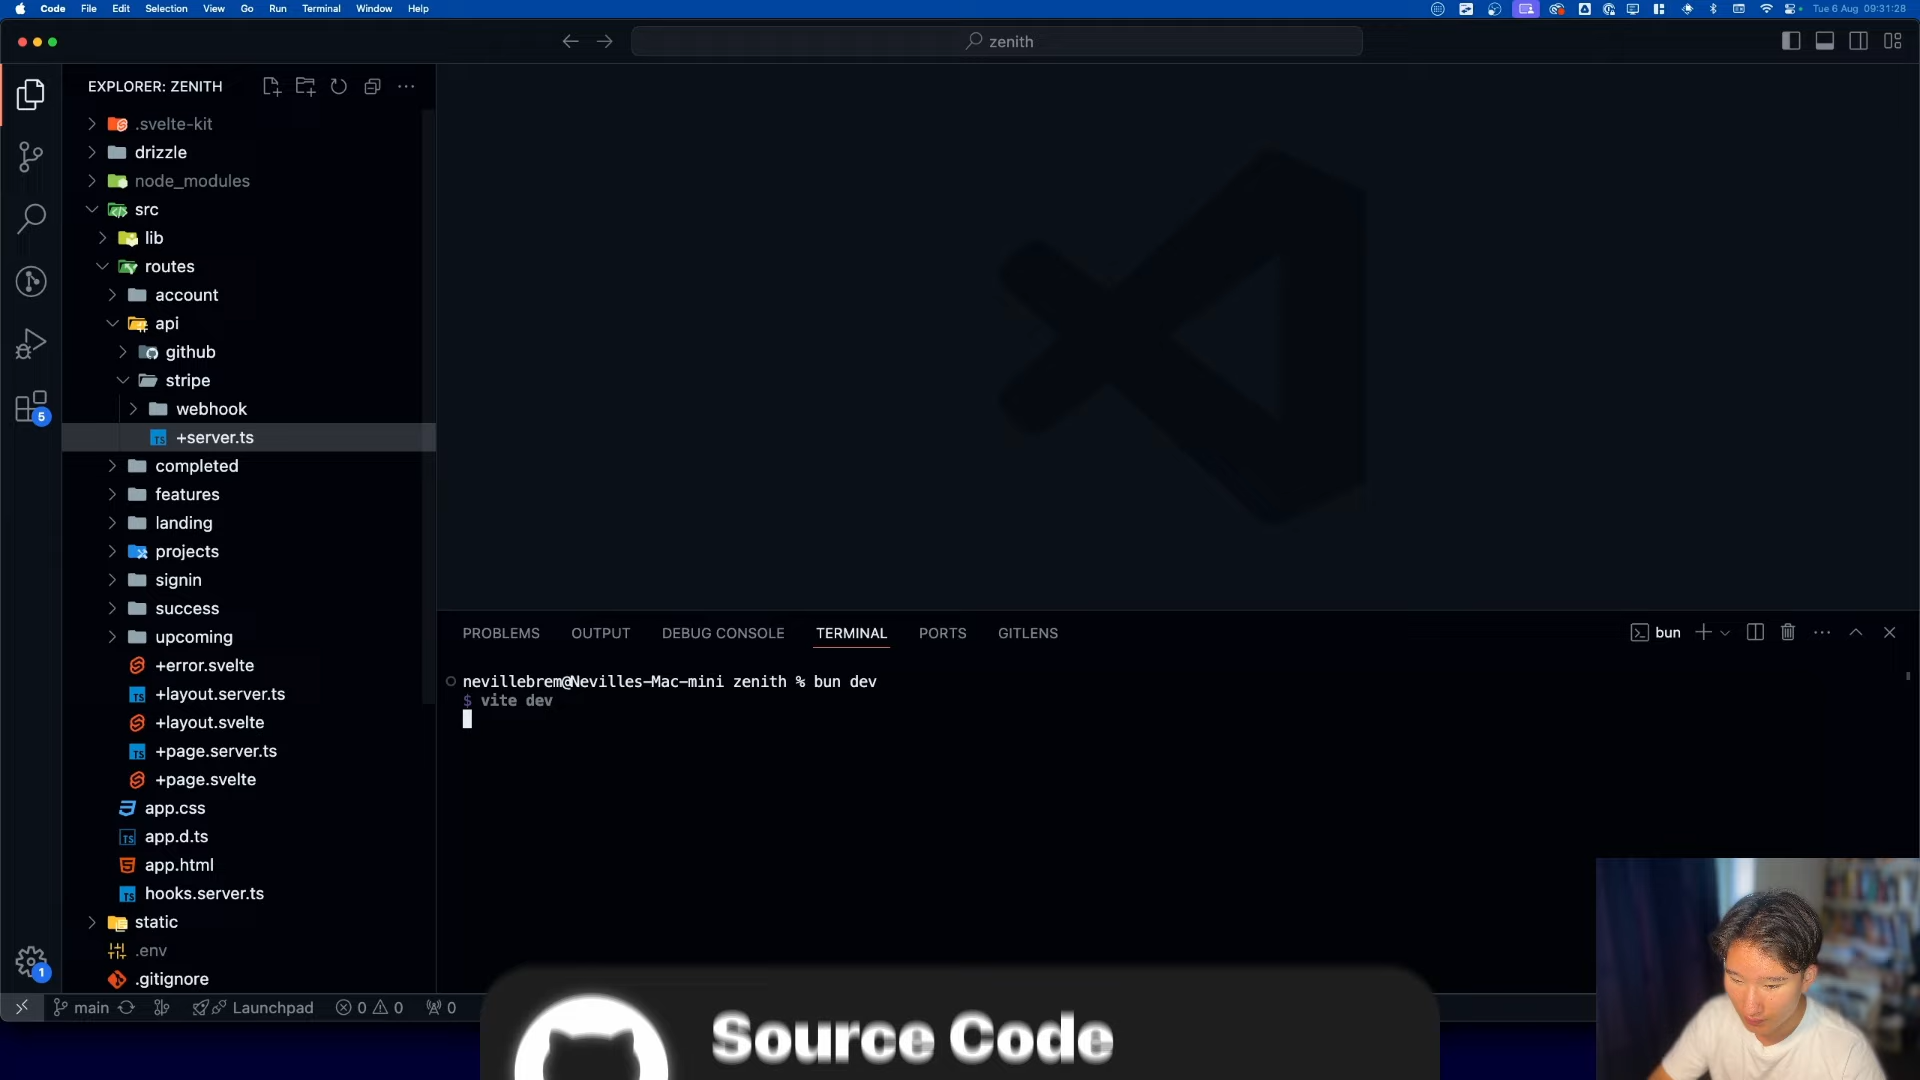 Code File Edit Selection View Go Run Terminal Window Help
Tue 6 Aug 09:31:28
zenith
EXPLORER: ZENITH
.svelte-kit
drizzle
node_modules
src
lib
routes
account
api
github
stripe
webhook
+server.ts
completed
features
landing
projects
signin
success
upcoming
+error.svelte
+layout.server.ts
+layout.svelte
+page.server.ts
+page.svelte
app.css
app.d.ts
app.html
hooks.server.ts
static
.env
.gitignore
5
1
PROBLEMS OUTPUT DEBUG CONSOLE TERMINAL PORTS GITLENS
bun
nevillebrem@Nevilles-Mac-mini zenith % bun dev
$ vite dev
main Launchpad 0 0 0
Source Code